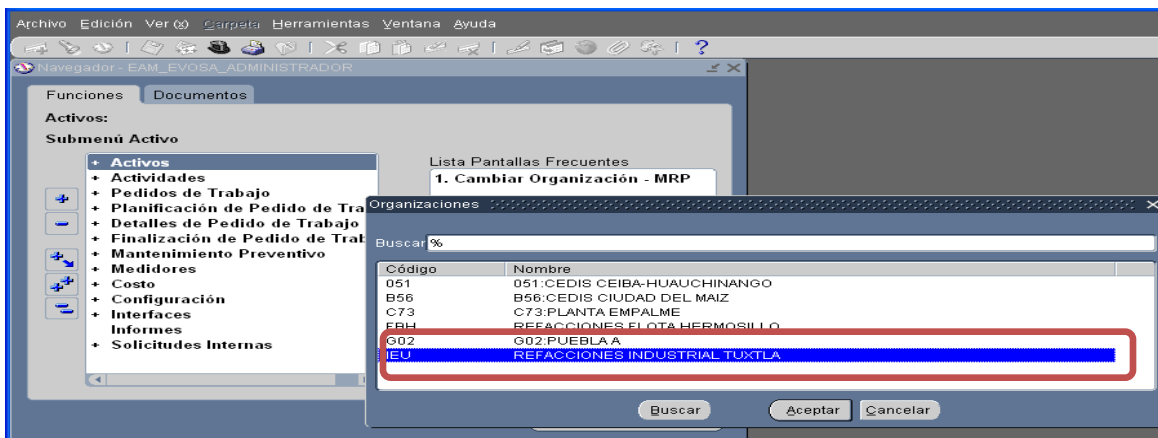 Archivo Edición Ver(x) Carpeta Herramientas Ventana Ayuda
Navegador - EAM_EVOSA_ADMINISTRADOR
Funciones Documentos
Activos:
Submenú Activo
+ Activos
+ Actividades
+ Pedidos de Trabajo
+ Planificación de Pedido de Tra
+ Detalles de Pedido de Trabajo
+ Finalización de Pedido de Trab
+ Mantenimiento Preventivo
+ Medidores
+ Costo
+ Configuración
+ Interfaces
Informes
+ Solicitudes Internas
Lista Pantallas Frecuentes
1. Cambiar Organización - MRP
Organizaciones
Buscar %
Código Nombre
051 051:CEDIS CEIBA-HUAUCHINANGO
B56 B56:CEDIS CIUDAD DEL MAIZ
C73 C73:PLANTA EMPALME
FBH REFACCIONES FLOTA HERMOSILLO
G02 G02:PUEBLA A
IEU REFACCIONES INDUSTRIAL TUXTLA
Buscar Aceptar Cancelar